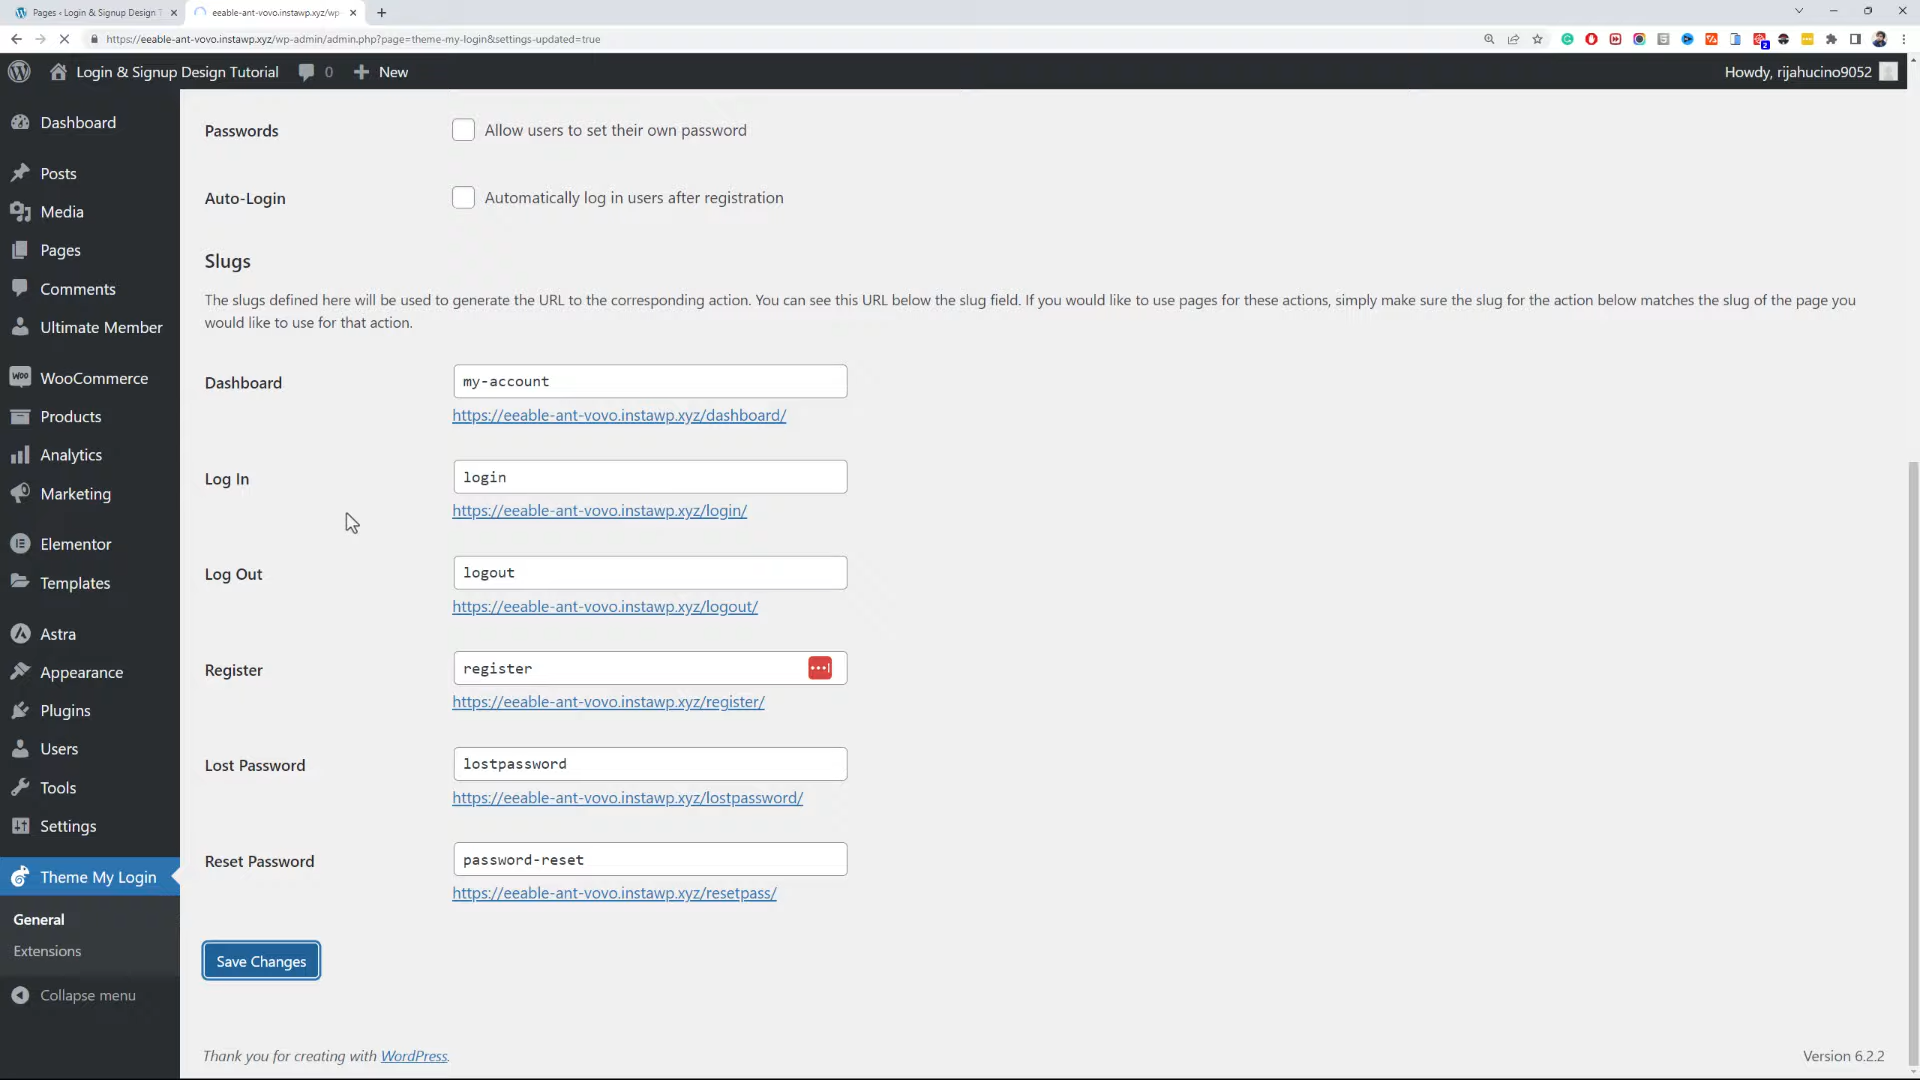 Pages ‹ Login & Signup Design T
eeable-ant-vovo.instawp.xyz/wp
https://eeable-ant-vovo.instawp.xyz/wp-admin/admin.php?page=theme-my-login&settings-updated=true
2
Login & Signup Design Tutorial
0
New
Howdy, rijahucino9052
Dashboard
Posts
Media
Pages
Comments
Ultimate Member
WooCommerce
Products
Analytics
Marketing
Elementor
Templates
Astra
Appearance
Plugins
Users
Tools
Settings
Theme My Login
General
Extensions
Collapse menu
Passwords
Allow users to set their own password
Auto-Login
Automatically log in users after registration
Slugs
The slugs defined here will be used to generate the URL to the corresponding action. You can see this URL below the slug field. If you would like to use pages for these actions, simply make sure the slug for the action below matches the slug of the page you
would like to use for that action.
Dashboard
my-account
https://eeable-ant-vovo.instawp.xyz/dashboard/
Log In
login
https://eeable-ant-vovo.instawp.xyz/login/
Log Out
logout
https://eeable-ant-vovo.instawp.xyz/logout/
Register
register
https://eeable-ant-vovo.instawp.xyz/register/
Lost Password
lostpassword
https://eeable-ant-vovo.instawp.xyz/lostpassword/
Reset Password
password-reset
https://eeable-ant-vovo.instawp.xyz/resetpass/
Save Changes
Thank you for creating with WordPress.
Version 6.2.2